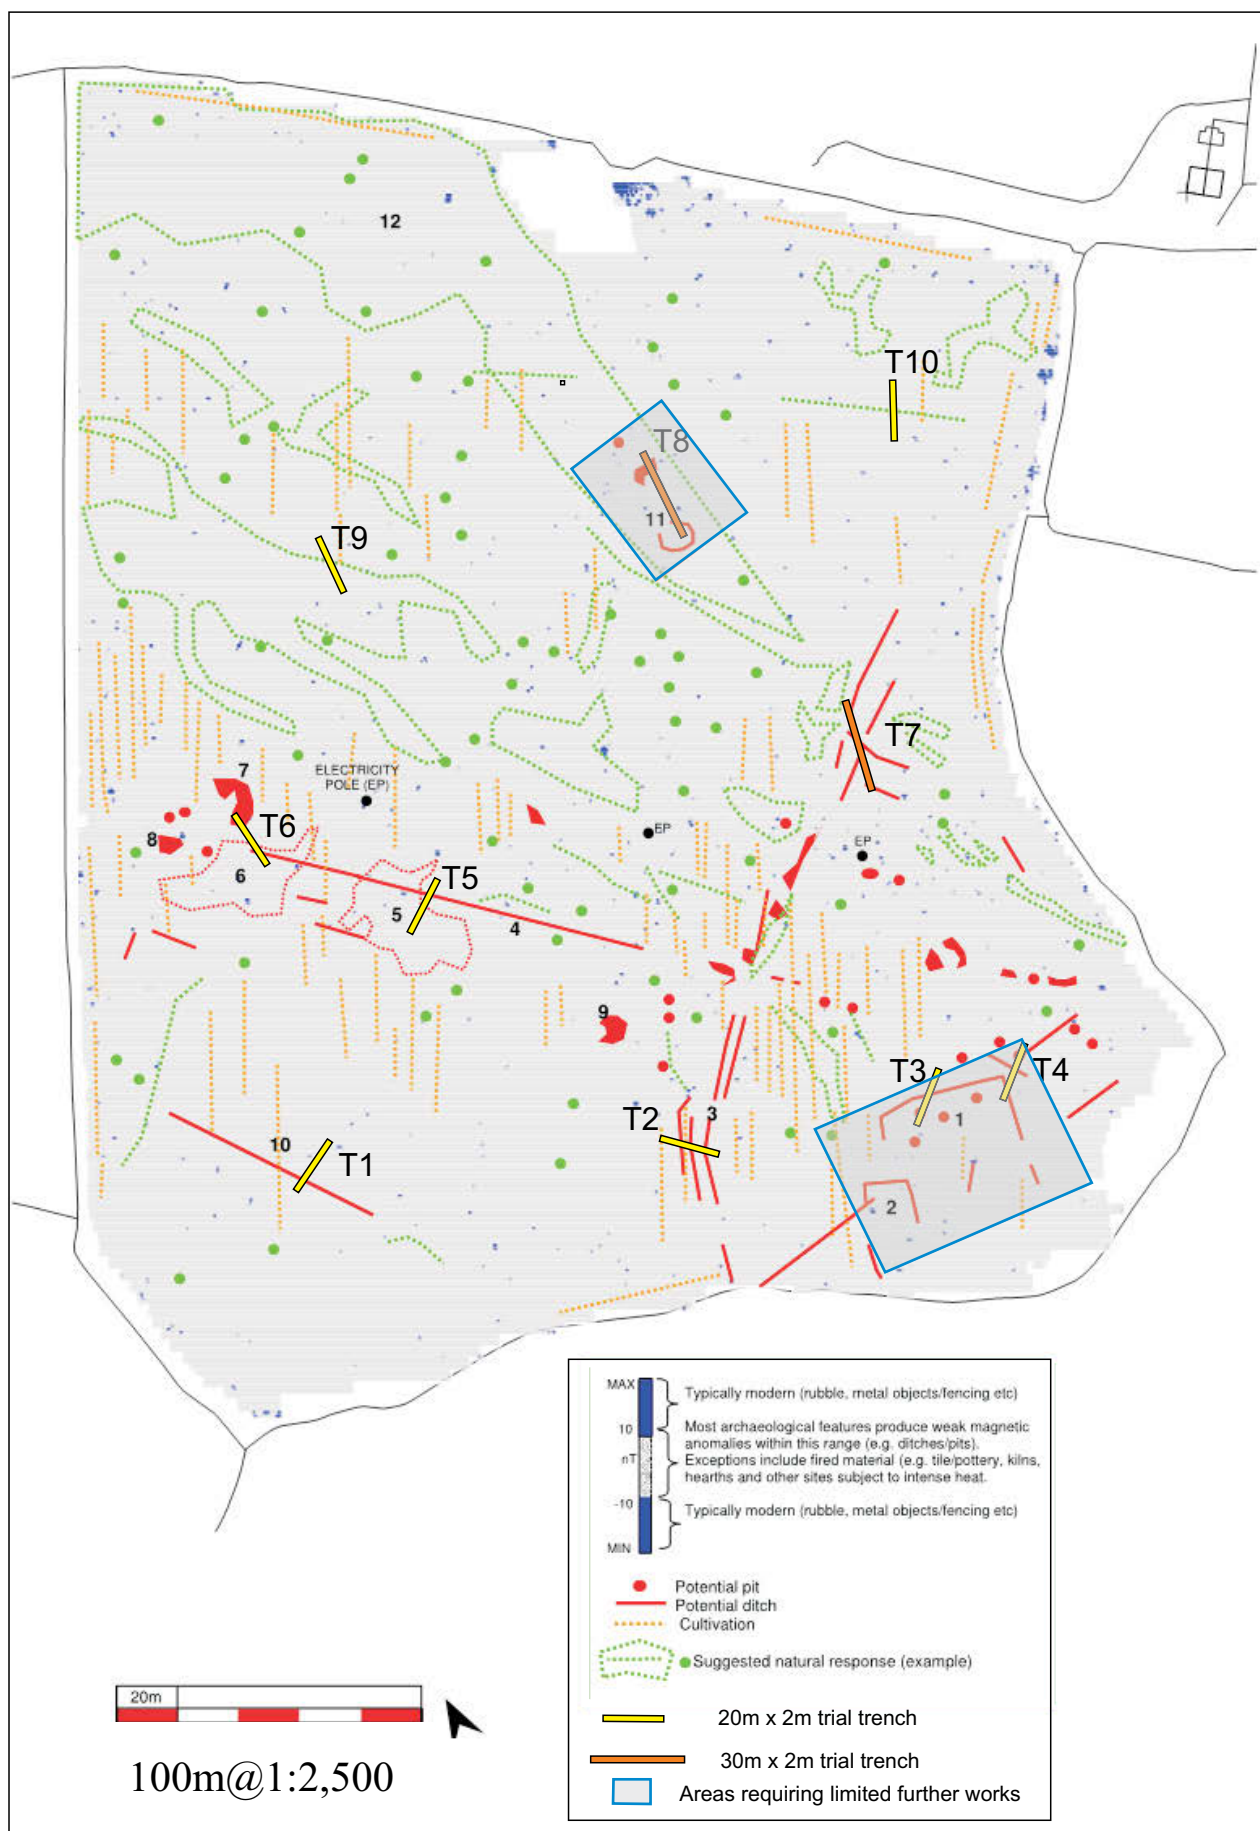 12
T10
T8
11
T9
T7
7
ELECTRICITY
POLE (EP)
T6
8
EP
EP
6
T5
5
4
9
T3
T4
T2
3
1
10
T1
2
MAX
Typically modern (rubble, metal objects/fencing etc)
10
Most archaeological features produce weak magnetic
anomalies within this range (e.g. ditches/pits).
nT
Exceptions include fired material (e.g. tile/pottery, kilns,
hearths and other sites subject to intense heat.
-10
Typically modern (rubble, metal objects/fencing etc)
MIN
Potential pit
Potential ditch
Cultivation
Suggested natural response (example)
20m x 2m trial trench
30m x 2m trial trench
Areas requiring limited further works
20m
100m@1:2,500